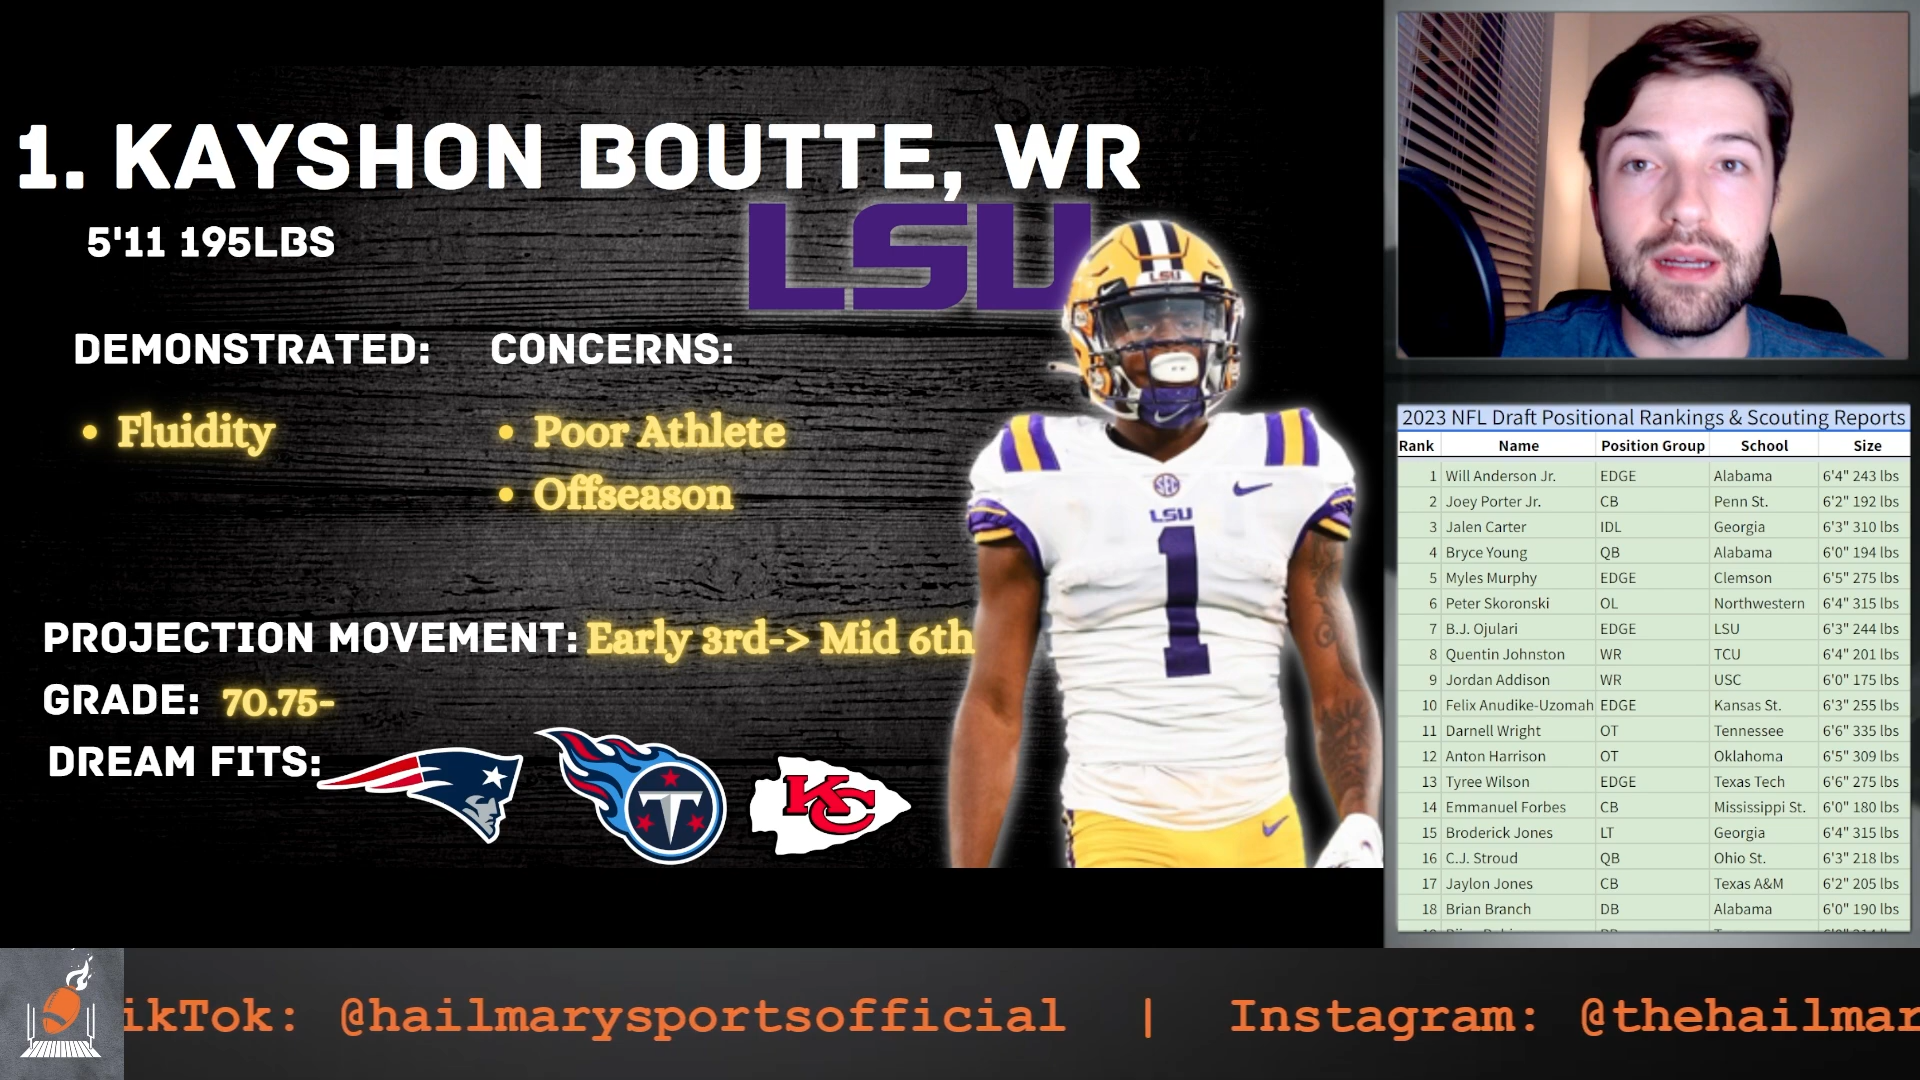 1. KAYSHON BOUTTE, WR
5'11 195LBS
LSU
DEMONSTRATED:
• Fluidity
CONCERNS:
• Poor Athlete
• Offseason
PROJECTION MOVEMENT: Early 3rd-> Mid 6th
GRADE: 70.75-
DREAM FITS:
T
KC
LSU
SEC
LSU
1
2023 NFL Draft Positional Rankings & Scouting Reports
Rank Name Position Group School Size
1 Will Anderson Jr. EDGE Alabama 6'4" 243 lbs
2 Joey Porter Jr. CB Penn St. 6'2" 192 lbs
3 Jalen Carter IDL Georgia 6'3" 310 lbs
4 Bryce Young QB Alabama 6'0" 194 lbs
5 Myles Murphy EDGE Clemson 6'5" 275 lbs
6 Peter Skoronski OL Northwestern 6'4" 315 lbs
7 B.J. Ojulari EDGE LSU 6'3" 244 lbs
8 Quentin Johnston WR TCU 6'4" 201 lbs
9 Jordan Addison WR USC 6'0" 175 lbs
10 Felix Anudike-Uzomah EDGE Kansas St. 6'3" 255 lbs
11 Darnell Wright OT Tennessee 6'6" 335 lbs
12 Anton Harrison OT Oklahoma 6'5" 309 lbs
13 Tyree Wilson EDGE Texas Tech 6'6" 275 lbs
14 Emmanuel Forbes CB Mississippi St. 6'0" 180 lbs
15 Broderick Jones LT Georgia 6'4" 315 lbs
16 C.J. Stroud QB Ohio St. 6'3" 218 lbs
17 Jaylon Jones CB Texas A&M 6'2" 205 lbs
18 Brian Branch DB Alabama 6'0" 190 lbs
ikTok: @hailmarysportsofficial | Instagram: @thehailmar